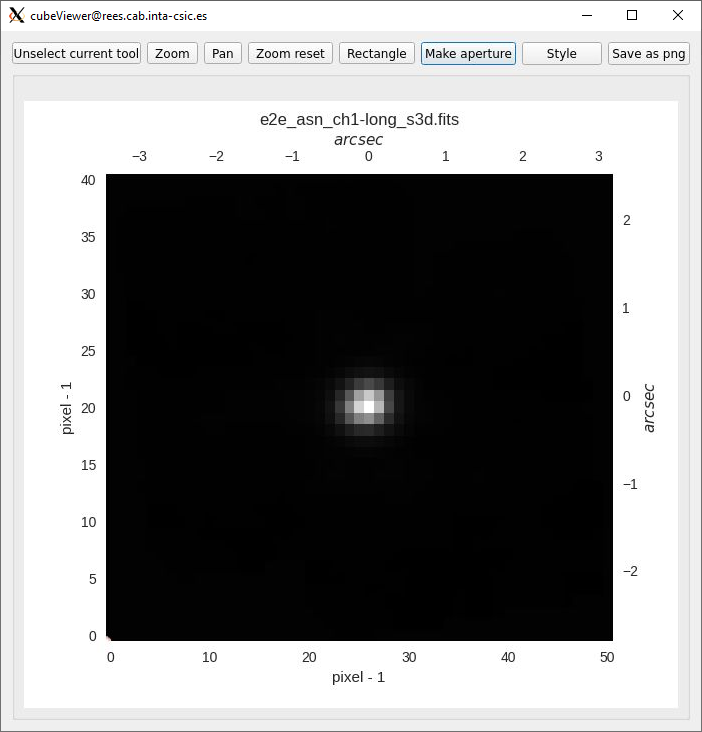 cubeViewer@rees.cab.inta-csic.es
Unselect current tool Zoom Pan Zoom reset Rectangle Make aperture Style Save as png
e2e_asn_ch1-long_s3d.fits
arcsec
−3 −2 −1 0 1 2 3
40
35
30
25
20
15
10
5
0
pixel - 1
2
1
0
−1
−2
arcsec
0 10 20 30 40 50
pixel - 1